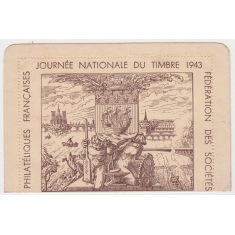 JOURNÉE NATIONALE DU TIMBRE 1943
FÉDÉRATION DES SOCIÉTÉS
PHILATÉLIQUES FRANÇAISES